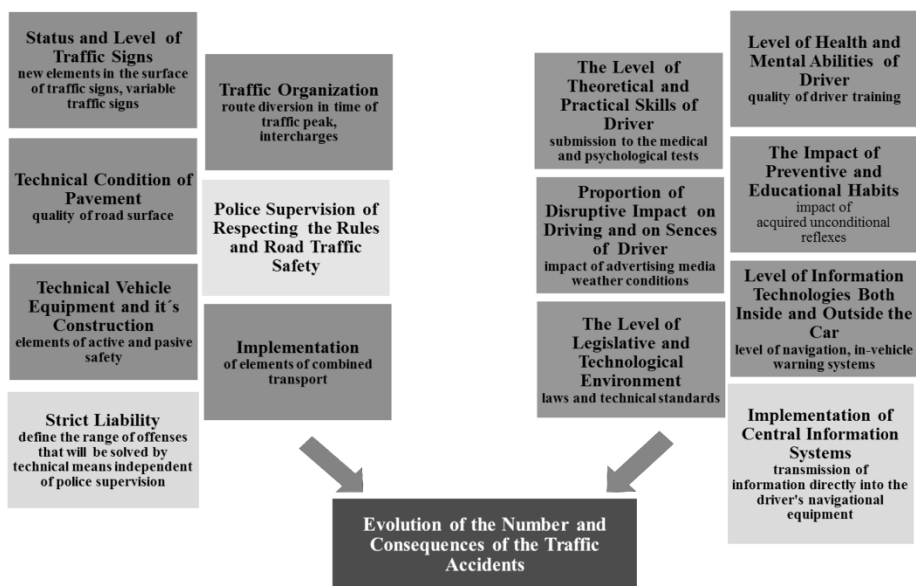 Status and Level of
Traffic Signs
new elements in the surface
of traffic signs, variable
traffic signs
Technical Condition of
Pavement
quality of road surface
Technical Vehicle
Equipment and it´s
Construction
elements of active and pasive
safety
Strict Liability
define the range of offenses
that will be solved by
technical means independent
of police supervision
Traffic Organization
route diversion in time of
traffic peak,
intercharges
Police Supervision of
Respecting the Rules
and Road Traffic
Safety
Implementation
of elements of combined
transport
The Level of
Theoretical and
Practical Skills of
Driver
submission to the medical
and psychological tests
Proportion of
Disruptive Impact on
Driving and on Sences
of Driver
impact of advertising media
weather conditions
The Level of
Legislative and
Technological
Environment
laws and technical standards
Level of Health and
Mental Abilities of
Driver
quality of driver training
The Impact of
Preventive and
Educational Habits
impact of
acquired unconditional
reflexes
Level of Information
Technologies Both
Inside and Outside the
Car
level of navigation, in-vehicle
warning systems
Implementation of
Central Information
Systems
transmission of
information directly into the
driver's navigational
equipment
Evolution of the Number and
Consequences of the Traffic
Accidents